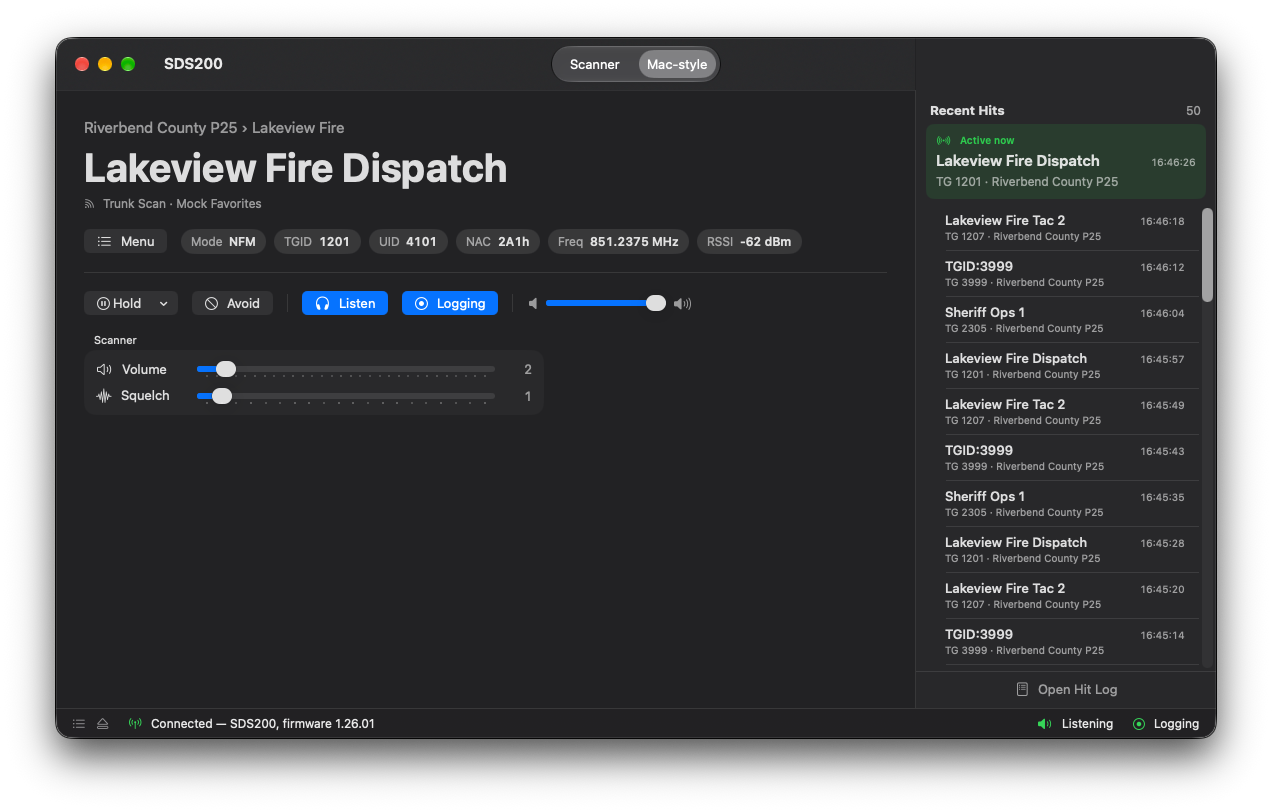 SDS200
Scanner
Mac-style
Riverbend County P25 › Lakeview Fire
Lakeview Fire Dispatch
Trunk Scan · Mock Favorites
Menu
Mode NFM
TGID 1201
UID 4101
NAC 2A1h
Freq 851.2375 MHz
RSSI -62 dBm
Hold
Avoid
Listen
Logging
Scanner
Volume 2
Squelch 1
Recent Hits 50
Active now
Lakeview Fire Dispatch 16:46:26
TG 1201 · Riverbend County P25
Lakeview Fire Tac 2 16:46:18
TG 1207 · Riverbend County P25
TGID:3999 16:46:12
TG 3999 · Riverbend County P25
Sheriff Ops 1 16:46:04
TG 2305 · Riverbend County P25
Lakeview Fire Dispatch 16:45:57
TG 1201 · Riverbend County P25
Lakeview Fire Tac 2 16:45:49
TG 1207 · Riverbend County P25
TGID:3999 16:45:43
TG 3999 · Riverbend County P25
Sheriff Ops 1 16:45:35
TG 2305 · Riverbend County P25
Lakeview Fire Dispatch 16:45:28
TG 1201 · Riverbend County P25
Lakeview Fire Tac 2 16:45:20
TG 1207 · Riverbend County P25
TGID:3999 16:45:14
TG 3999 · Riverbend County P25
Open Hit Log
Connected — SDS200, firmware 1.26.01
Listening
Logging